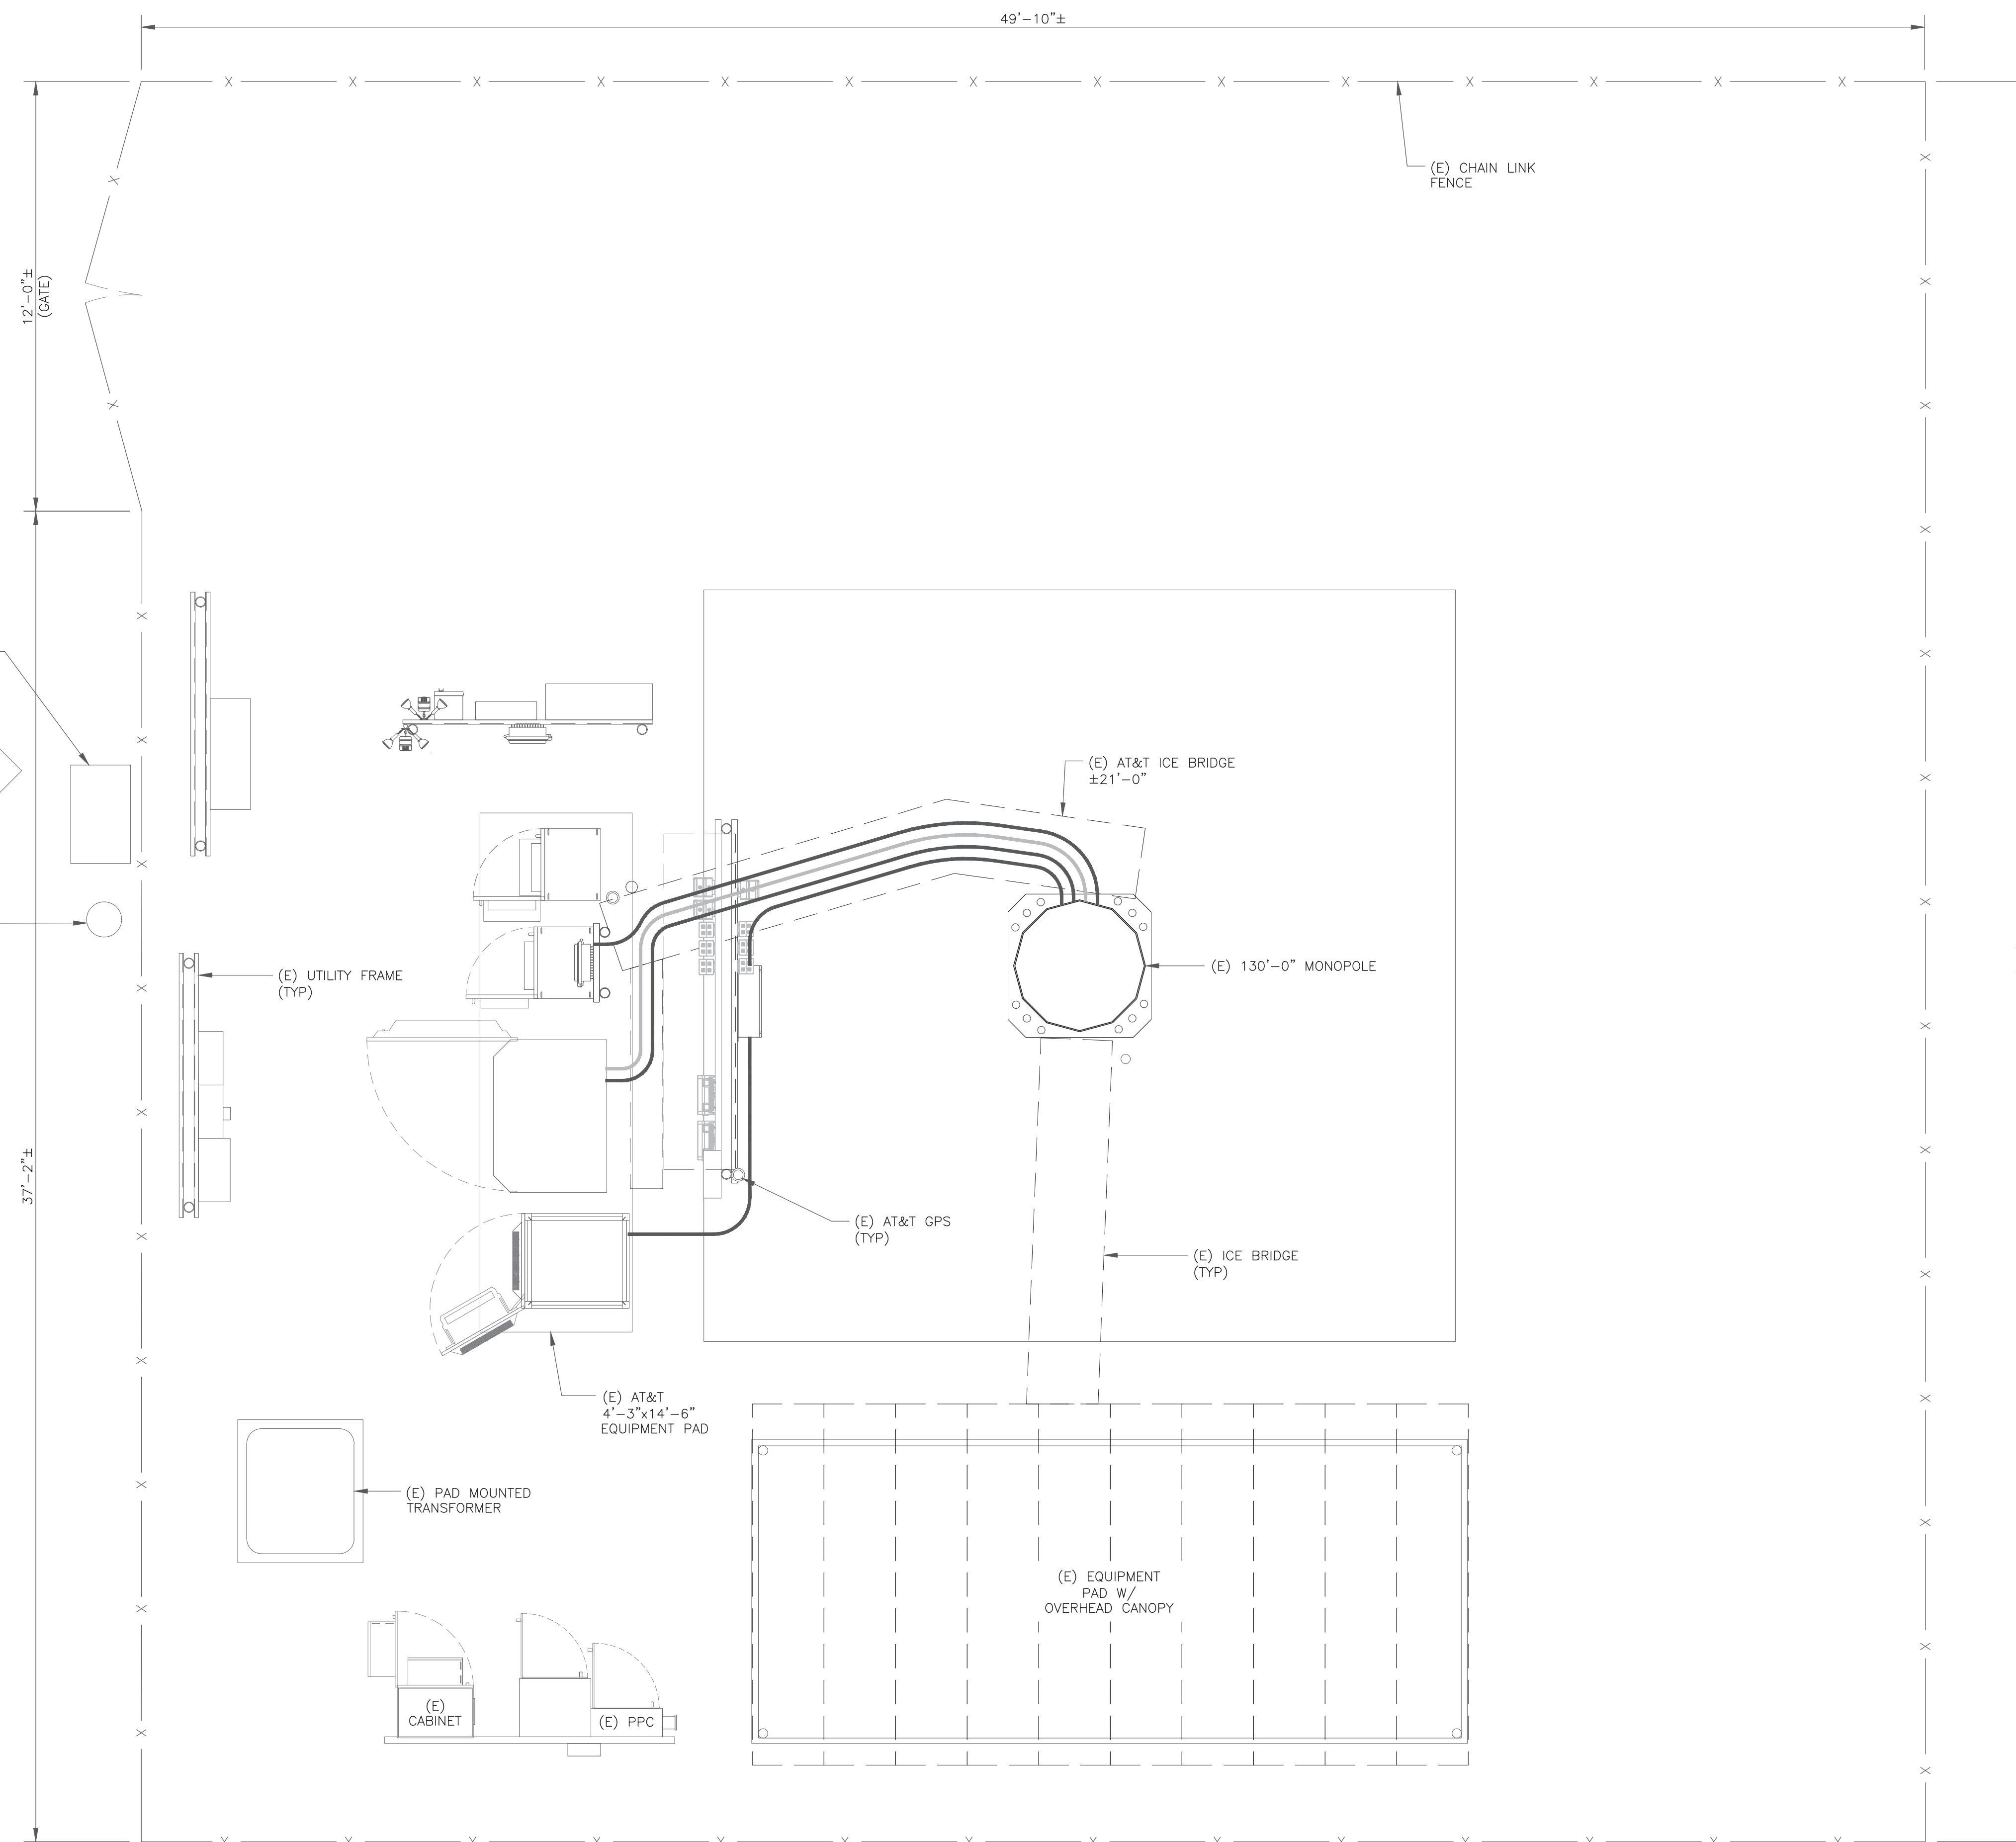 49'-10"±
(E) CHAIN LINK
FENCE
12'-0"±
(GATE)
(E) AT&T ICE BRIDGE
±21'-0"
(E) 130'-0" MONOPOLE
(E) UTILITY FRAME
(TYP)
37'-2"±
(E) AT&T GPS
(TYP)
(E) ICE BRIDGE
(TYP)
(E) AT&T
4'-3"x14'-6"
EQUIPMENT PAD
(E) PAD MOUNTED
TRANSFORMER
(E) EQUIPMENT
PAD W/
OVERHEAD CANOPY
(E)
CABINET
(E) PPC